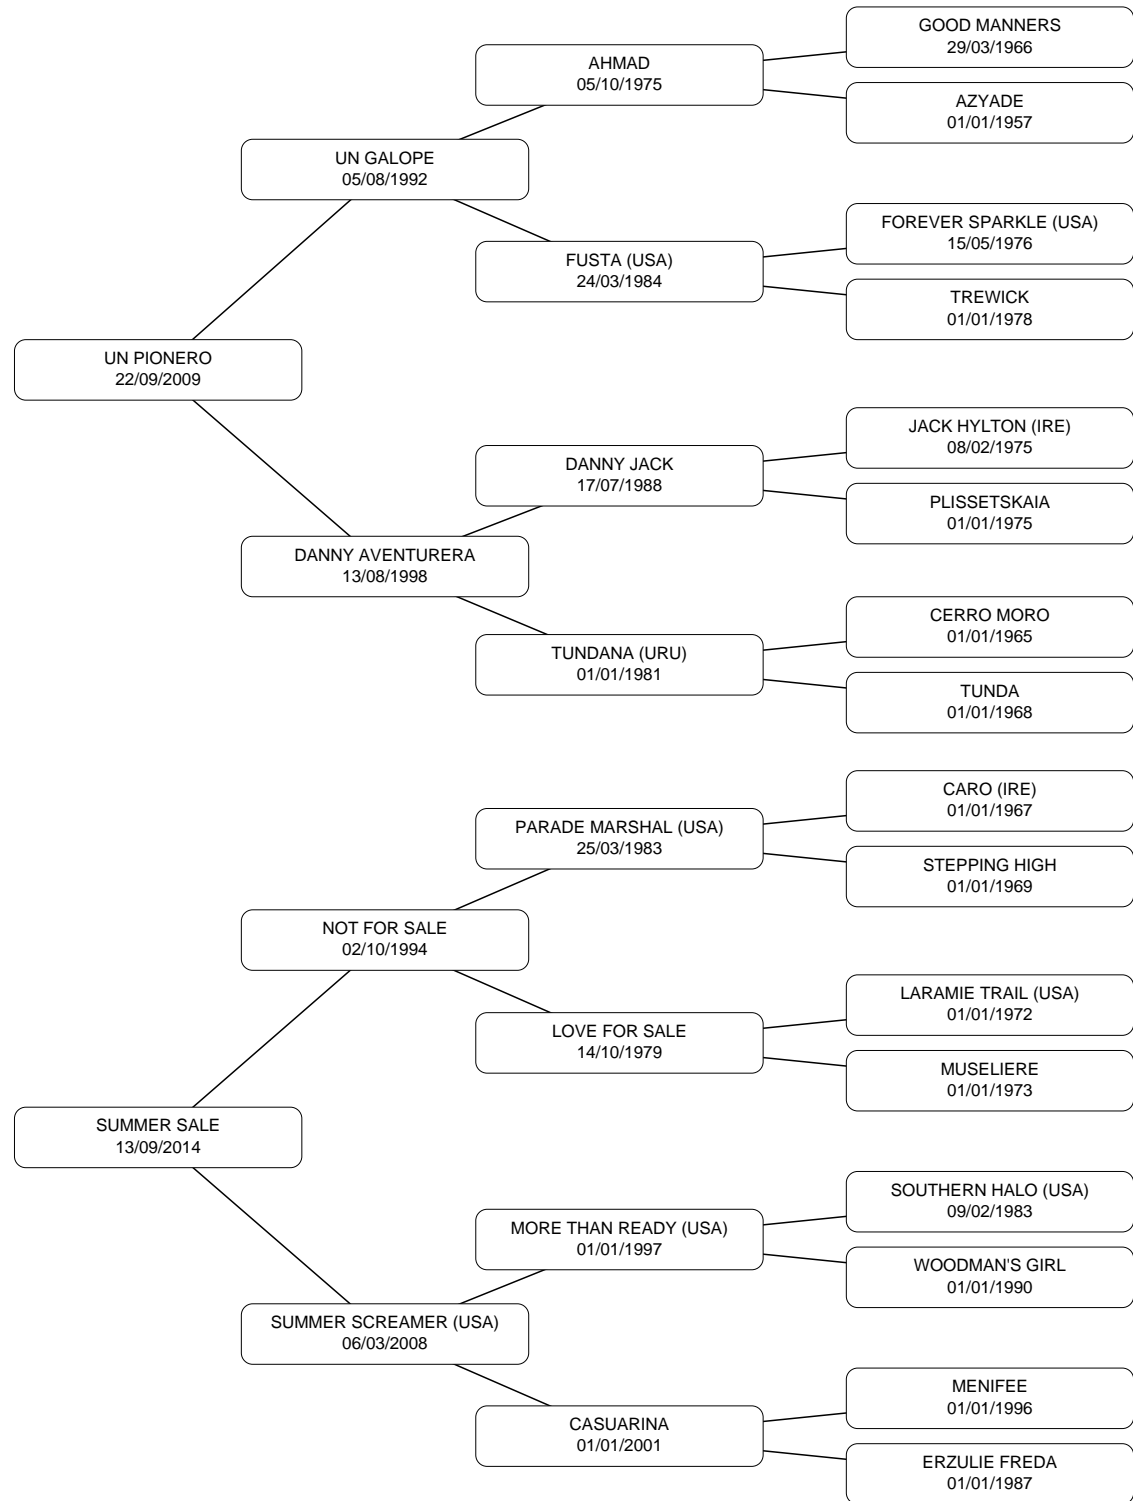 GOOD MANNERS
29/03/1966
AHMAD
05/10/1975
AZYADE
01/01/1957
UN GALOPE
05/08/1992
FOREVER SPARKLE (USA)
15/05/1976
FUSTA (USA)
24/03/1984
TREWICK
01/01/1978
UN PIONERO
22/09/2009
JACK HYLTON (IRE)
08/02/1975
DANNY JACK
17/07/1988
PLISSETSKAIA
01/01/1975
DANNY AVENTURERA
13/08/1998
CERRO MORO
01/01/1965
TUNDANA (URU)
01/01/1981
TUNDA
01/01/1968
CARO (IRE)
01/01/1967
PARADE MARSHAL (USA)
25/03/1983
STEPPING HIGH
01/01/1969
NOT FOR SALE
02/10/1994
LARAMIE TRAIL (USA)
01/01/1972
LOVE FOR SALE
14/10/1979
MUSELIERE
01/01/1973
SUMMER SALE
13/09/2014
SOUTHERN HALO (USA)
09/02/1983
MORE THAN READY (USA)
01/01/1997
WOODMAN'S GIRL
01/01/1990
SUMMER SCREAMER (USA)
06/03/2008
MENIFEE
01/01/1996
CASUARINA
01/01/2001
ERZULIE FREDA
01/01/1987